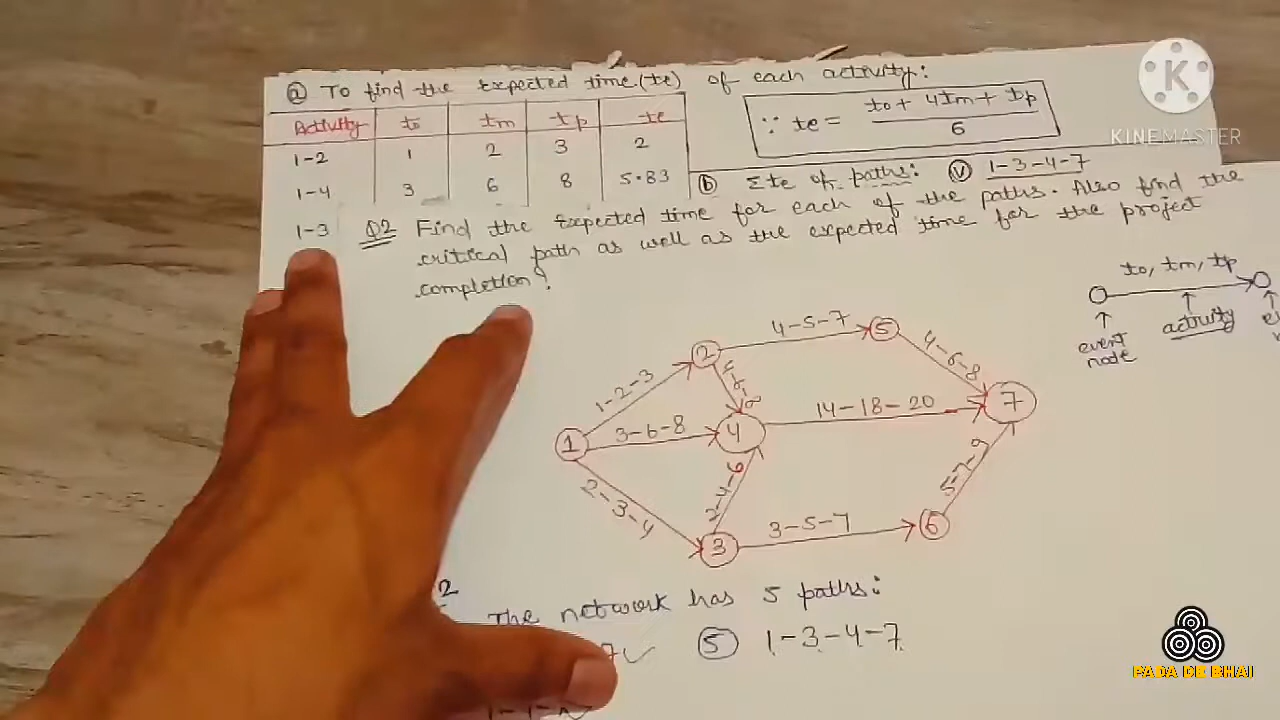 ⓐ To find the Expected time (te) of each activity:
Activity to tm tp te
1-2 1 2 3 2
1-4 3 6 8 5.83
1-3
∵ te = to + 4tm + tp
6
ⓑ Σte of paths: Ⓥ 1-3-4-7
Q2 Find the Expected time for each of the paths. Also find the
critical path as well as the expected time for the project
completion?
to, tm, tp
event
node
activity
4-5-7
1-2-3
4-6-8
14-18-20
3-6-8
2-4-6
2-3-4
3-5-7
5-7-9
1
2
3
4
5
6
7
2
The network has 5 paths:
7✓ ⑤ 1-3-4-7
K
KINEMASTER
PADA DE BHAI